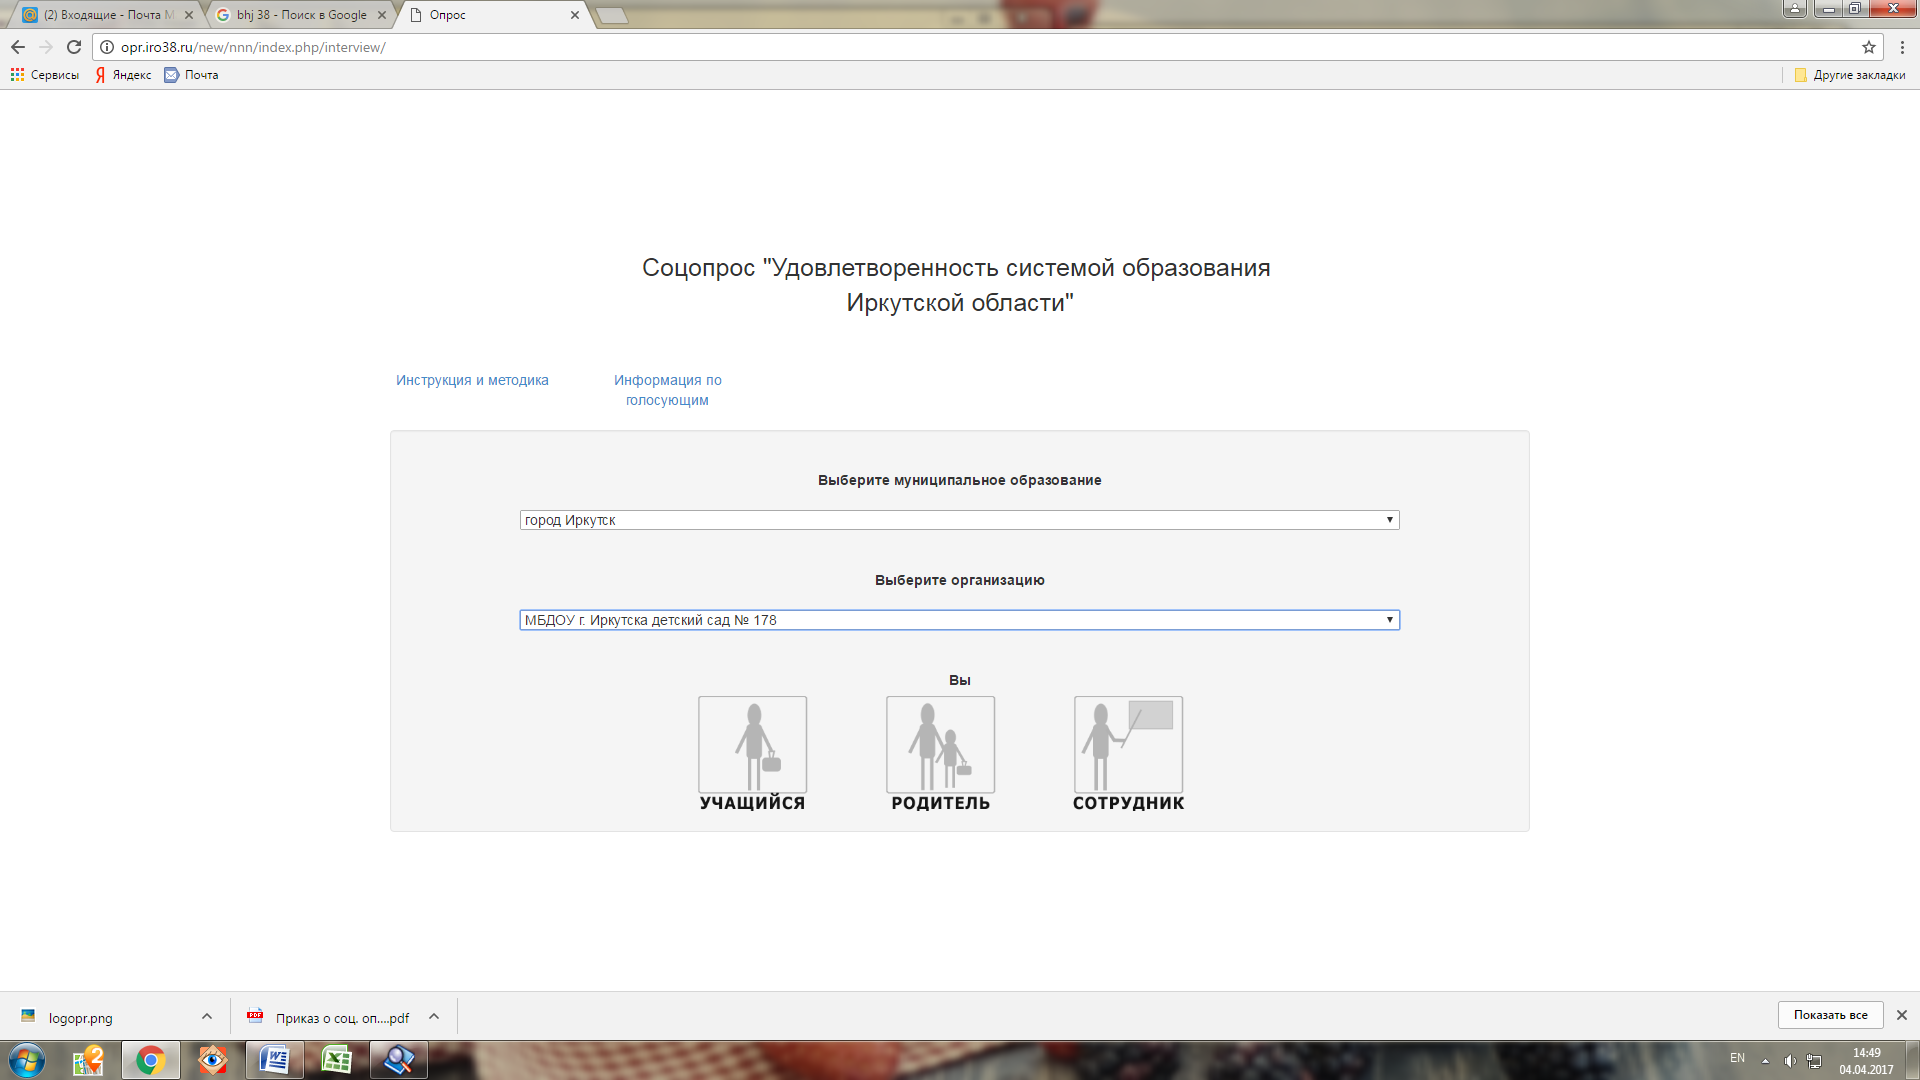 (2) Входящие - Почта М
bhj 38 - Поиск в Google
Опрос
opr.iro38.ru/new/nnn/index.php/interview/
Сервисы
Яндекс
Почта
Другие закладки
Соцопрос "Удовлетворенность системой образования
Иркутской области"
Инструкция и методика
Информация по
голосующим
Выберите муниципальное образование
город Иркутск
Выберите организацию
МБДОУ г. Иркутска детский сад № 178
Вы
УЧАЩИЙСЯ
РОДИТЕЛЬ
СОТРУДНИК
logopr.png
Приказ о соц. оп....pdf
Показать все
EN
14:49
04.04.2017